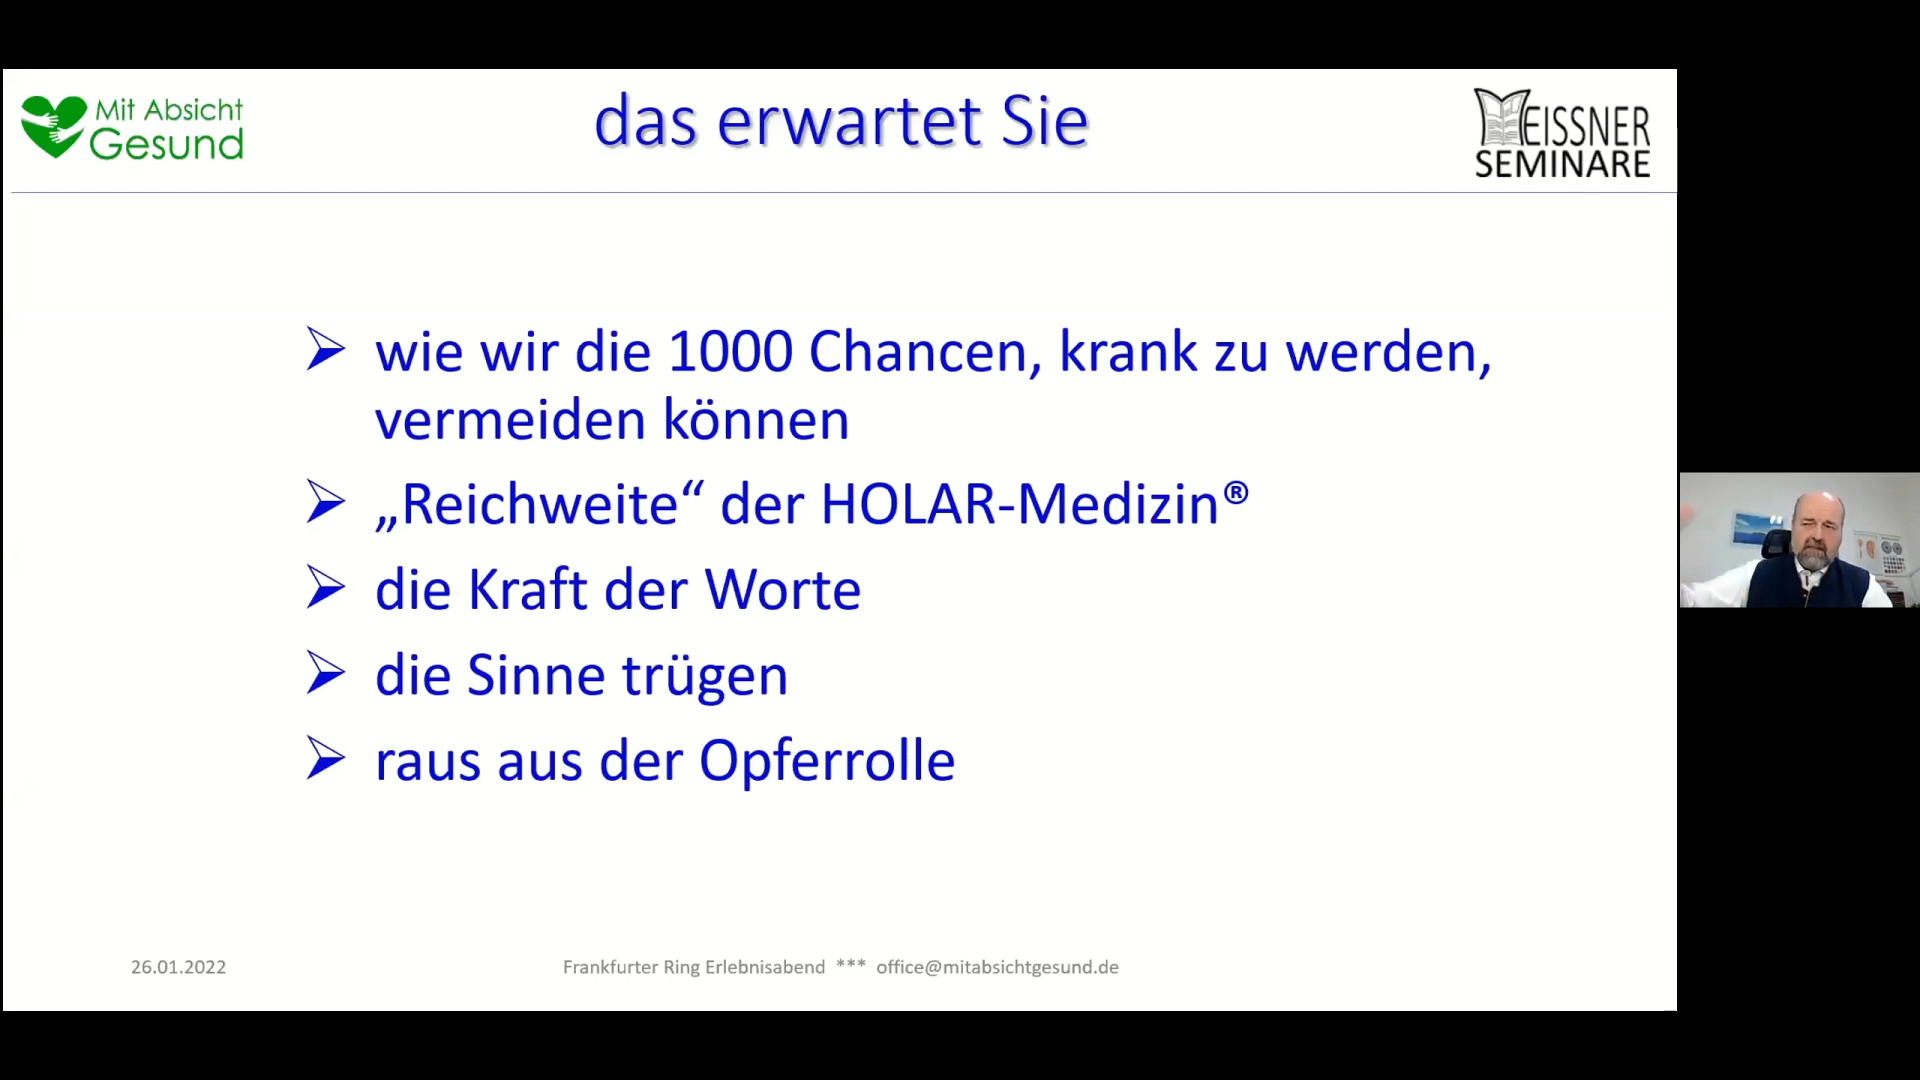 Mit Absicht
Gesund
das erwartet Sie
MEISSNER
SEMINARE
➢ wie wir die 1000 Chancen, krank zu werden,
vermeiden können
➢ „Reichweite“ der HOLAR-Medizin®
➢ die Kraft der Worte
➢ die Sinne trügen
➢ raus aus der Opferrolle
26.01.2022
Frankfurter Ring Erlebnisabend *** office@mitabsichtgesund.de